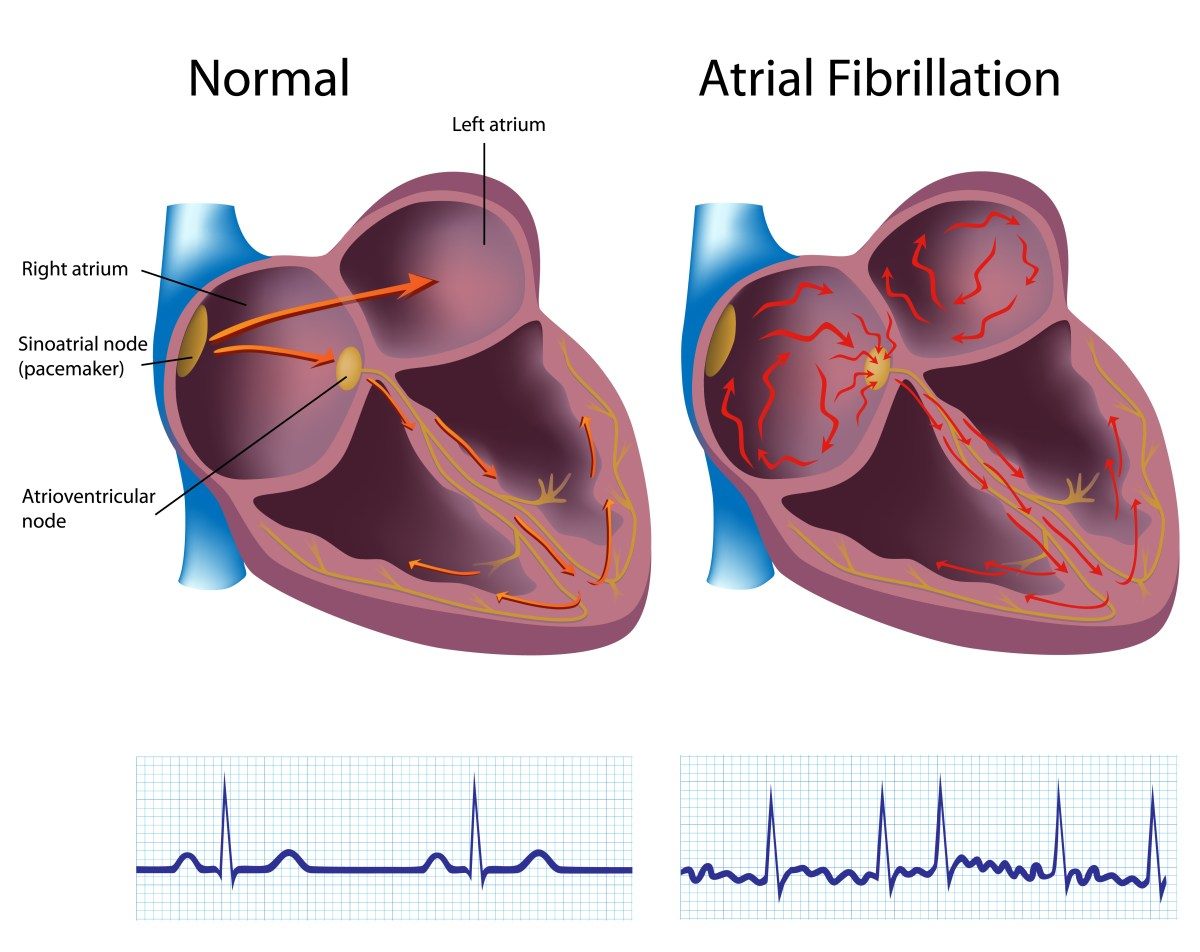 Normal
Atrial Fibrillation
Left atrium
Right atrium
Sinoatrial node
(pacemaker)
Atrioventricular
node